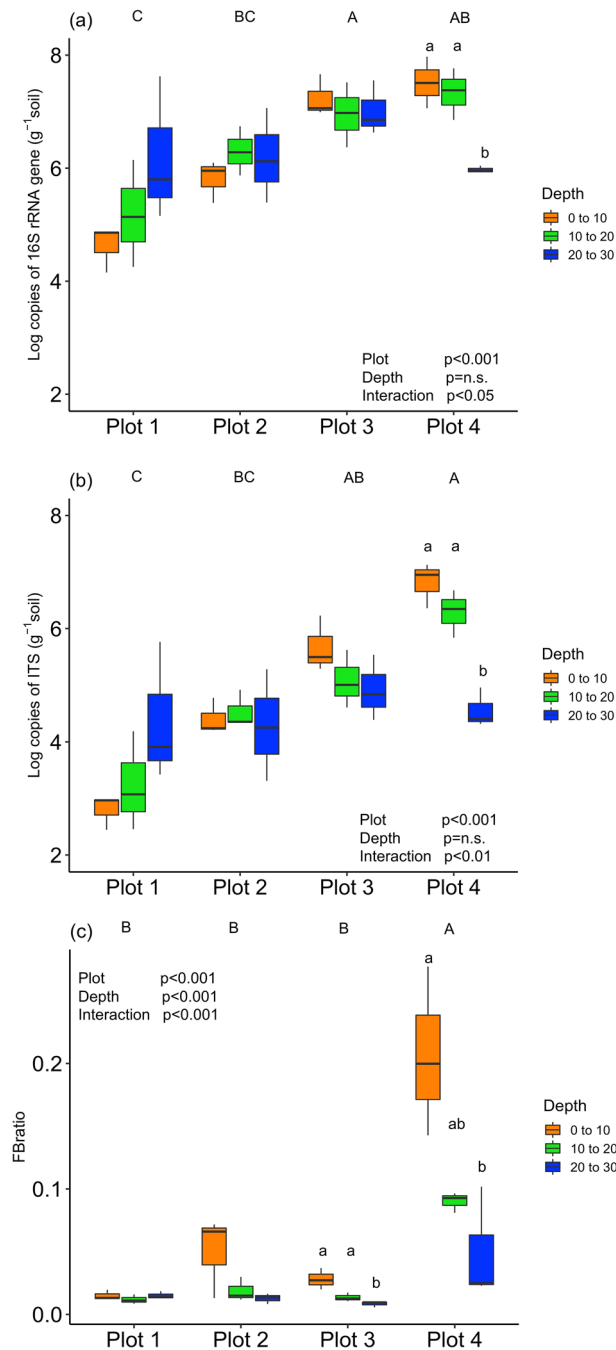 (a) C BC A AB
a a
b
8
6
4
2
Log copies of 16S rRNA gene (g⁻¹soil)
Depth
0 to 10
10 to 20
20 to 30
Plot p<0.001
Depth p=n.s.
Interaction p<0.05
Plot 1 Plot 2 Plot 3 Plot 4
(b) C BC AB A
a a
b
8
6
4
2
Log copies of ITS (g⁻¹soil)
Depth
0 to 10
10 to 20
20 to 30
Plot p<0.001
Depth p=n.s.
Interaction p<0.01
Plot 1 Plot 2 Plot 3 Plot 4
(c) B B B A
Plot p<0.001
Depth p<0.001
Interaction p<0.001
a
ab
b
a a
b
0.2
0.1
0.0
FBratio
Depth
0 to 10
10 to 20
20 to 30
Plot 1 Plot 2 Plot 3 Plot 4